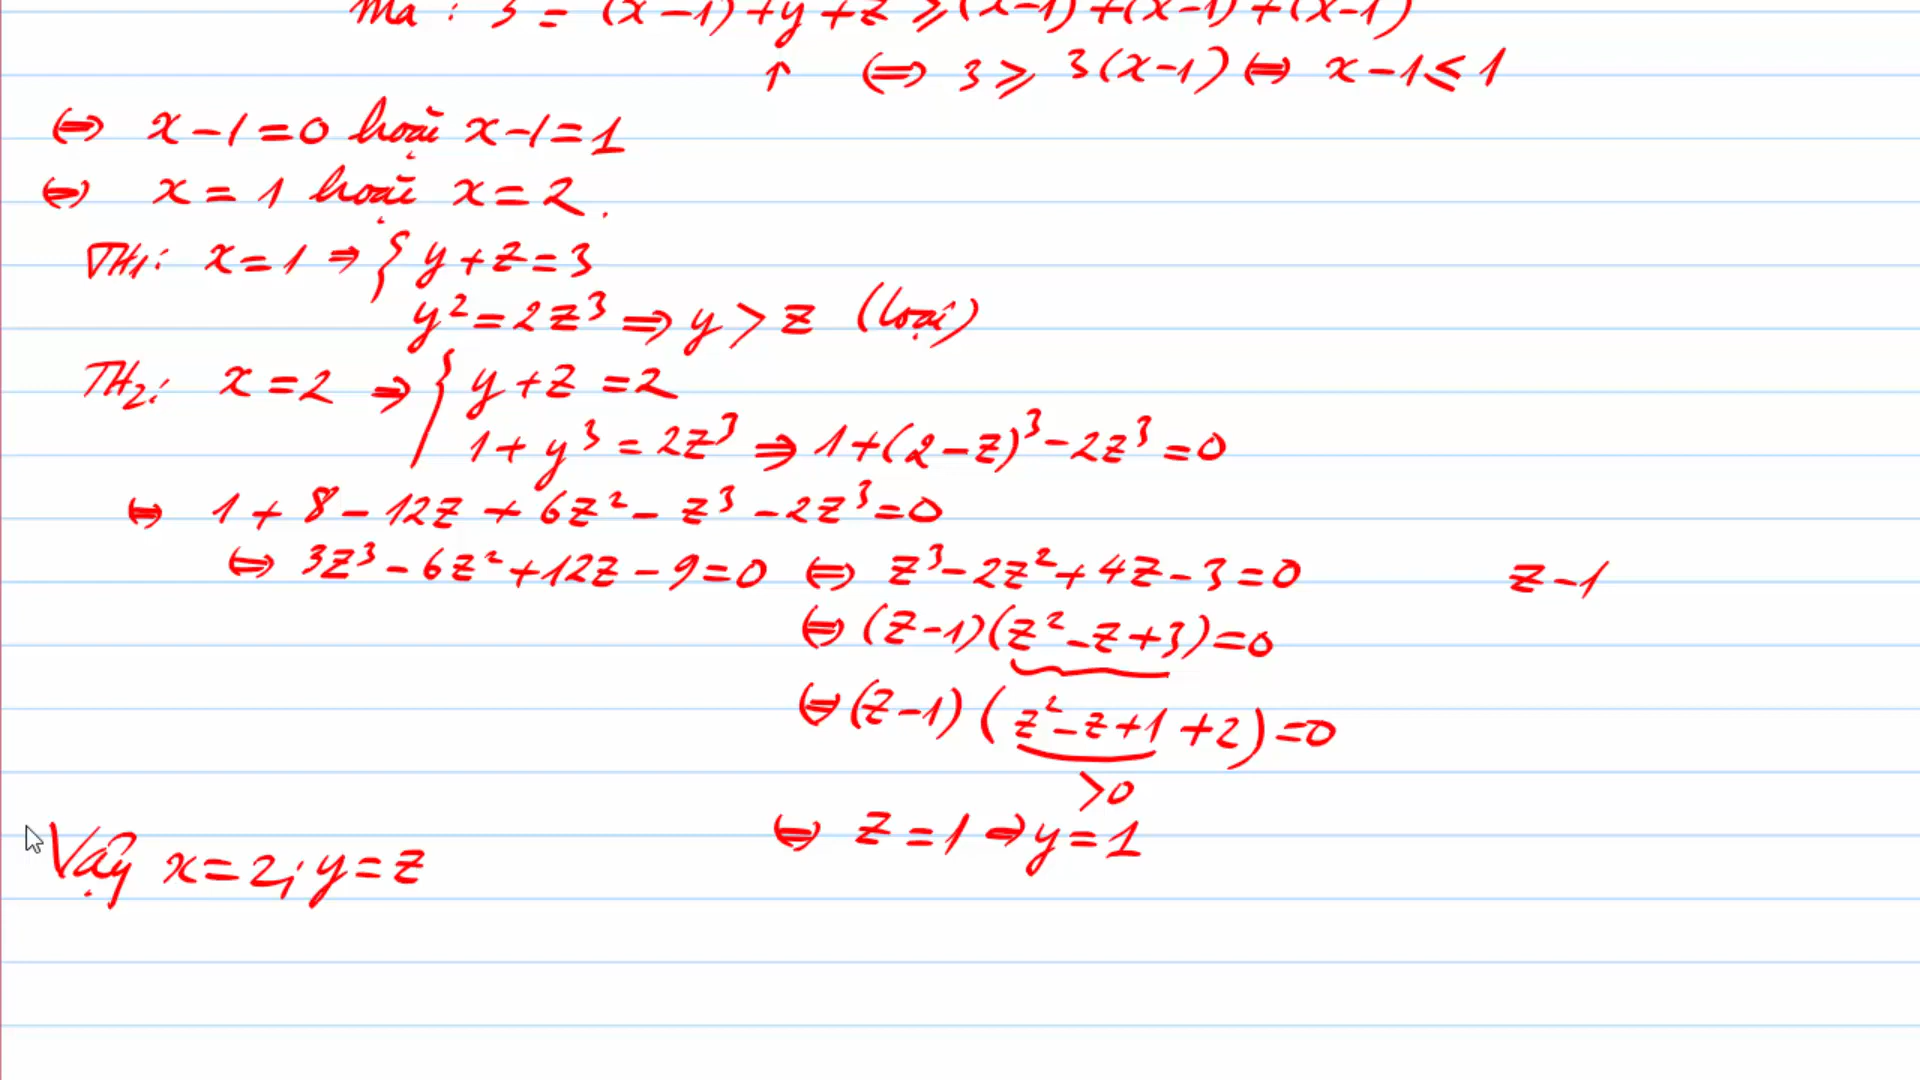 Mà : 3 = (x-1)+y+z ⩾ (x-1)+(x-1)+(x-1)
↑ ⇔ 3 ⩾ 3(x-1) ⇔ x-1 ≤ 1
⇔ x-1=0 hoặc x-1=1
⇔ x=1 hoặc x=2.
TH1: x=1 ⇒ { y+z=3
y²=2z³ ⇒ y>z (loại)
TH2: x=2 ⇒ { y+z=2
1+y³=2z³ ⇒ 1+(2-z)³-2z³=0
⇔ 1+8-12z+6z²-z³-2z³=0
⇔ 3z³-6z²+12z-9=0 ⇔ z³-2z²+4z-3=0 z-1
⇔ (z-1)(z²-z+3)=0
⇔ (z-1)(z²-z+1+2)=0
>0
⇔ z=1 ⇒ y=1
Vậy x=2; y=z